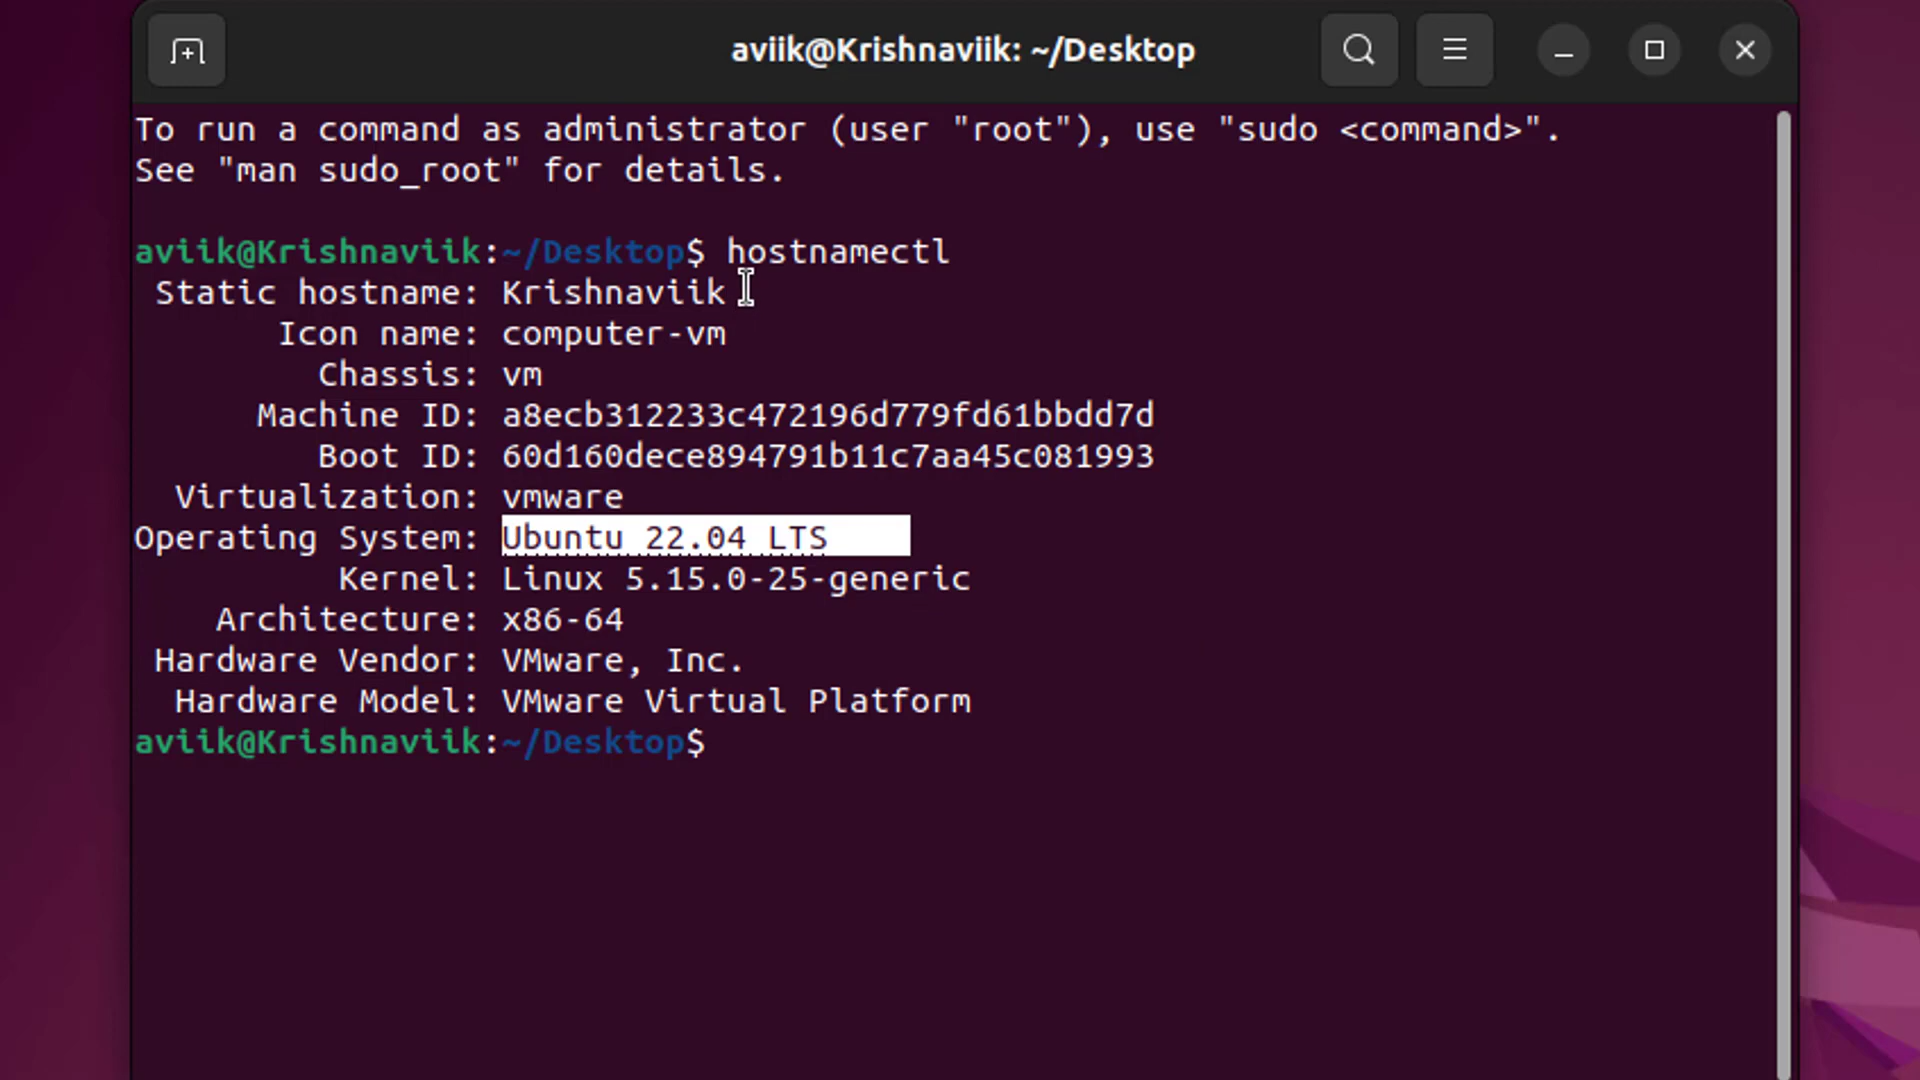 aviik@Krishnaviik: ~/Desktop
To run a command as administrator (user "root"), use "sudo <command>".
See "man sudo_root" for details.
aviik@Krishnaviik:~/Desktop$ hostnamectl
Static hostname: Krishnaviik
Icon name: computer-vm
Chassis: vm
Machine ID: a8ecb312233c472196d779fd61bbdd7d
Boot ID: 60d160dece894791b11c7aa45c081993
Virtualization: vmware
Operating System: Ubuntu 22.04 LTS
Kernel: Linux 5.15.0-25-generic
Architecture: x86-64
Hardware Vendor: VMware, Inc.
Hardware Model: VMware Virtual Platform
aviik@Krishnaviik:~/Desktop$